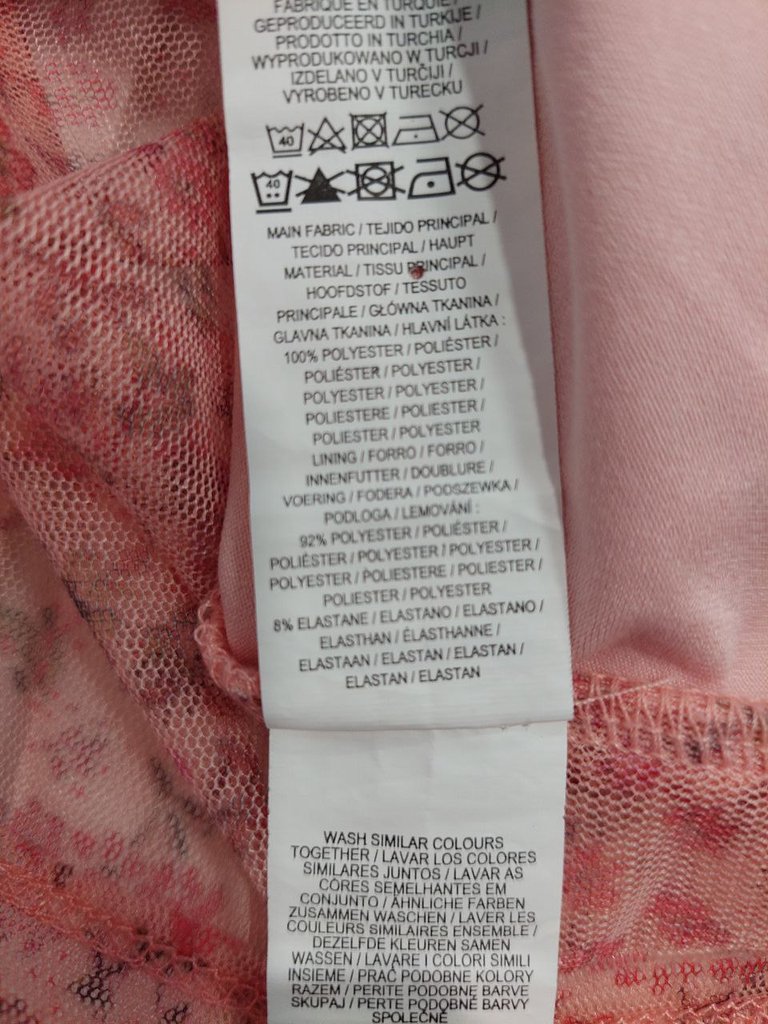 FABRIQUÉ EN TURQUIE /
GEPRODUCEERD IN TURKIJE /
PRODOTTO IN TURCHIA /
WYPRODUKOWANO W TURCJI /
IZDELANO V TURČIJI /
VYROBENO V TURECKU
40
40
MAIN FABRIC / TEJIDO PRINCIPAL /
TECIDO PRINCIPAL / HAUPT
MATERIAL / TISSU PRINCIPAL /
HOOFDSTOF / TESSUTO
PRINCIPALE / GŁÓWNA TKANINA /
GLAVNA TKANINA / HLAVNÍ LÁTKA :
100% POLYESTER / POLIÉSTER /
POLIÉSTER / POLYESTER /
POLYESTER / POLYESTER /
POLIESTERE / POLIESTER /
POLIESTER / POLYESTER
LINING / FORRO / FORRO /
INNENFUTTER / DOUBLURE /
VOERING / FODERA / PODSZEWKA /
PODLOGA / LEMOVÁNÍ :
92% POLYESTER / POLIÉSTER /
POLIÉSTER / POLYESTER / POLYESTER /
POLYESTER / POLIESTERE / POLIESTER /
POLIESTER / POLYESTER
8% ELASTANE / ELASTANO / ELASTANO /
ELASTHAN / ÉLASTHANNE /
ELASTAAN / ELASTAN / ELASTAN /
ELASTAN / ELASTAN
WASH SIMILAR COLOURS
TOGETHER / LAVAR LOS COLORES
SIMILARES JUNTOS / LAVAR AS
CORES SEMELHANTES EM
CONJUNTO / ÄHNLICHE FARBEN
ZUSAMMEN WASCHEN / LAVER LES
COULEURS SIMILAIRES ENSEMBLE /
DEZELFDE KLEUREN SAMEN
WASSEN / LAVARE I COLORI SIMILI
INSIEME / PRAĆ PODOBNE KOLORY
RAZEM / PERITE PODOBNE BARVE
SKUPAJ / PERTE PODOBNÉ BARVY
SPOLEČNĚ